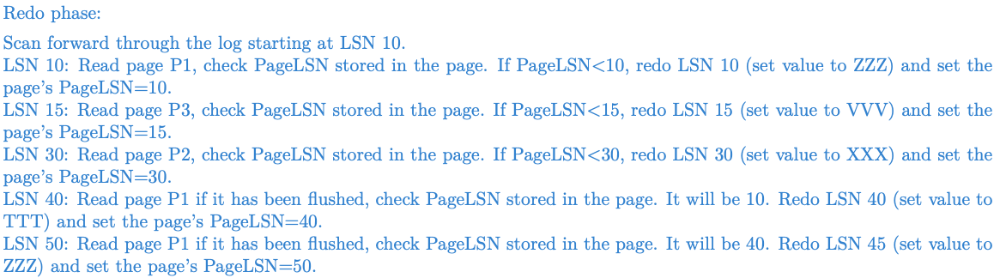 Redo phase:
Scan forward through the log starting at LSN 10.
LSN 10: Read page P1, check PageLSN stored in the page. If PageLSN<10, redo LSN 10 (set value to ZZZ) and set the
page's PageLSN=10.
LSN 15: Read page P3, check PageLSN stored in the page. If PageLSN<15, redo LSN 15 (set value to VVV) and set the
page's PageLSN=15.
LSN 30: Read page P2, check PageLSN stored in the page. If PageLSN<30, redo LSN 30 (set value to XXX) and set the
page's PageLSN=30.
LSN 40: Read page P1 if it has been flushed, check PageLSN stored in the page. It will be 10. Redo LSN 40 (set value to
TTT) and set the page's PageLSN=40.
LSN 50: Read page P1 if it has been flushed, check PageLSN stored in the page. It will be 40. Redo LSN 45 (set value to
ZZZ) and set the page's PageLSN=50.